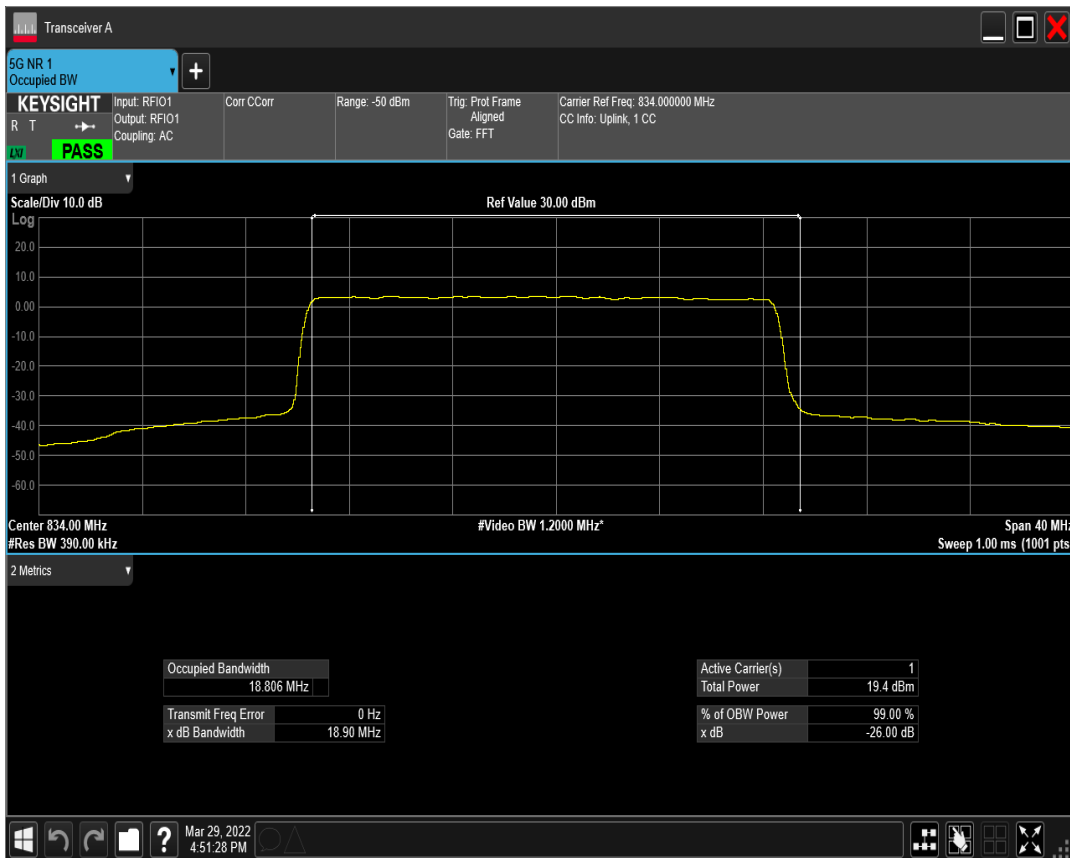 Transceiver A
5G NR 1
Occupied BW
+
KEYSIGHT
R T
LXI
PASS
Input: RFIO1
Output: RFIO1
Coupling: AC
Corr CCorr
Range: -50 dBm
Trig: Prot Frame
Aligned
Gate: FFT
Carrier Ref Freq: 834.000000 MHz
CC Info: Uplink, 1 CC
1 Graph
Scale/Div 10.0 dB
Ref Value 30.00 dBm
Log
20.0
10.0
0.00
-10.0
-20.0
-30.0
-40.0
-50.0
-60.0
Center 834.00 MHz
#Video BW 1.2000 MHz*
Span 40 MHz
#Res BW 390.00 kHz
Sweep 1.00 ms (1001 pts
2 Metrics
Occupied Bandwidth
18.806 MHz
Transmit Freq Error 0 Hz
x dB Bandwidth 18.90 MHz
Active Carrier(s) 1
Total Power 19.4 dBm
% of OBW Power 99.00 %
x dB -26.00 dB
?
Mar 29, 2022
4:51:28 PM